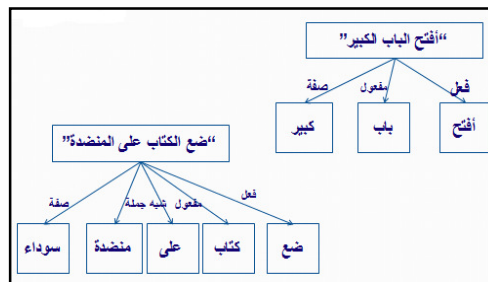 “أفتح الباب الكبير”
فعل مفعول صفة
أفتح باب كبير
“ضع الكتاب على المنضدة”
فعل مفعول شبه جملة صفة
ضع كتاب على منضدة سوداء